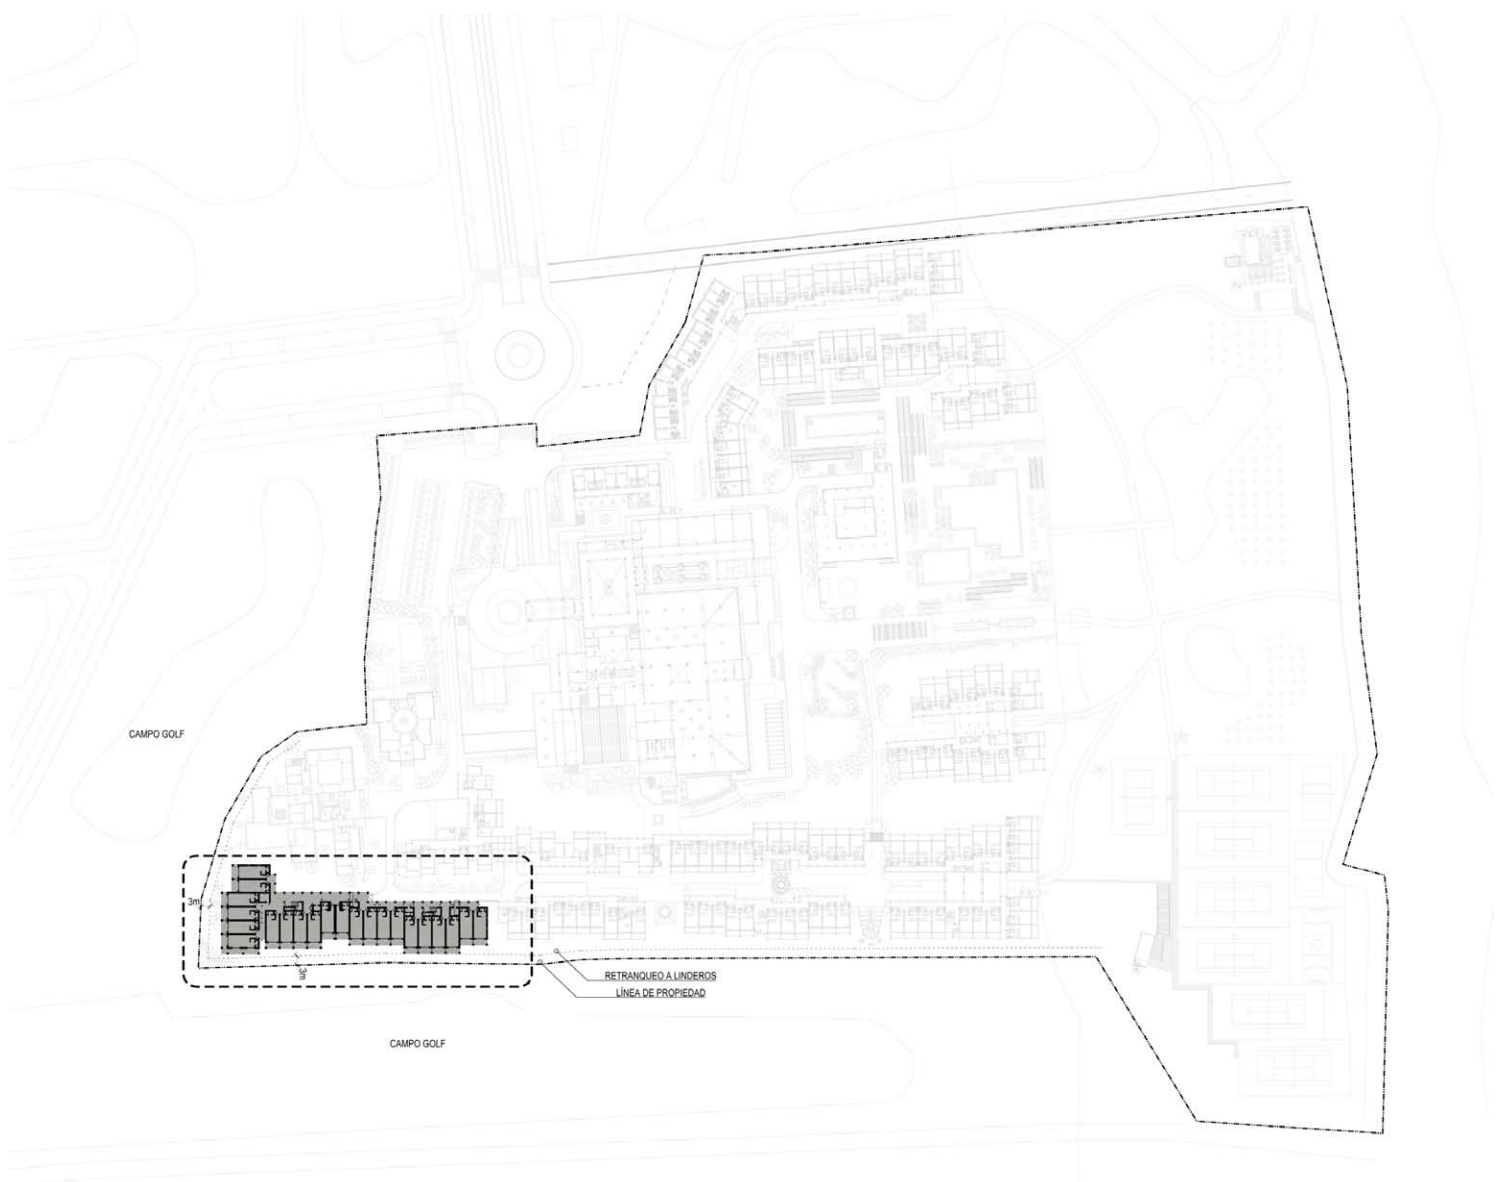 CAMPO GOLF
3m
3m
RETRANQUEO A LINDEROS
LÍNEA DE PROPIEDAD
CAMPO GOLF